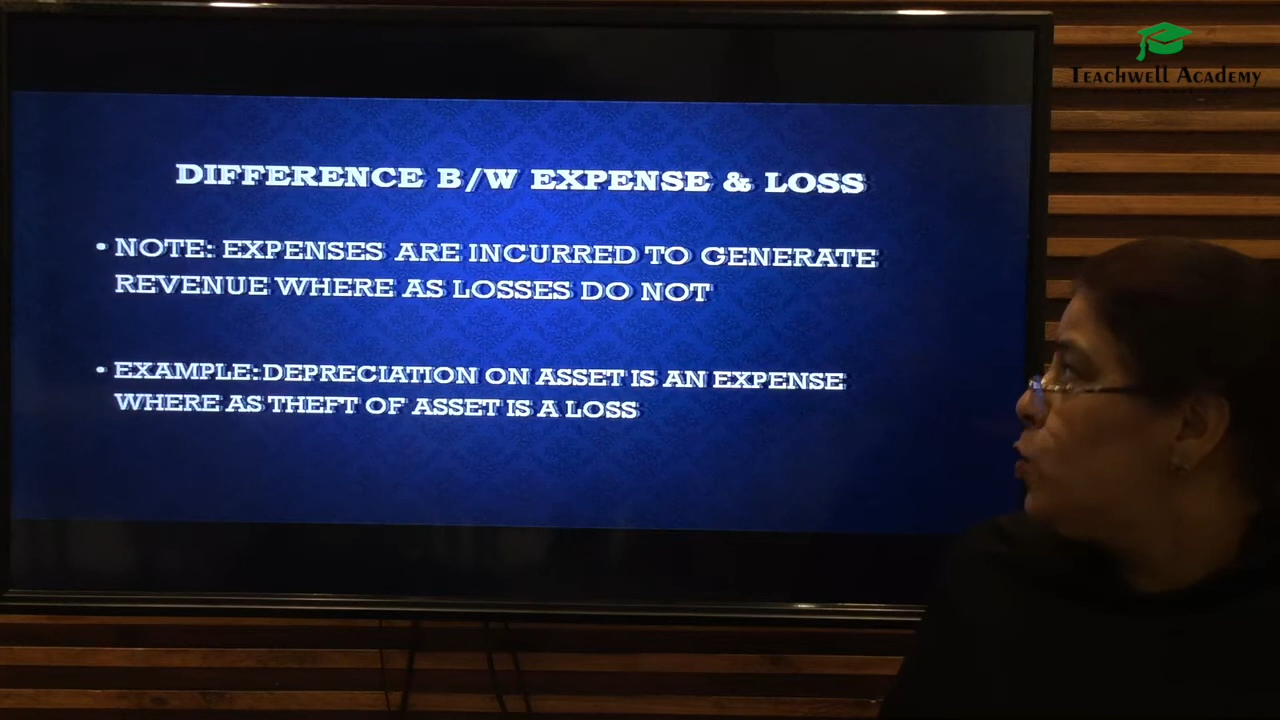 Teachwell Academy
DIFFERENCE B/W EXPENSE & LOSS
• NOTE: EXPENSES ARE INCURRED TO GENERATE
REVENUE WHERE AS LOSSES DO NOT
• EXAMPLE:DEPRECIATION ON ASSET IS AN EXPENSE
WHERE AS THEFT OF ASSET IS A LOSS